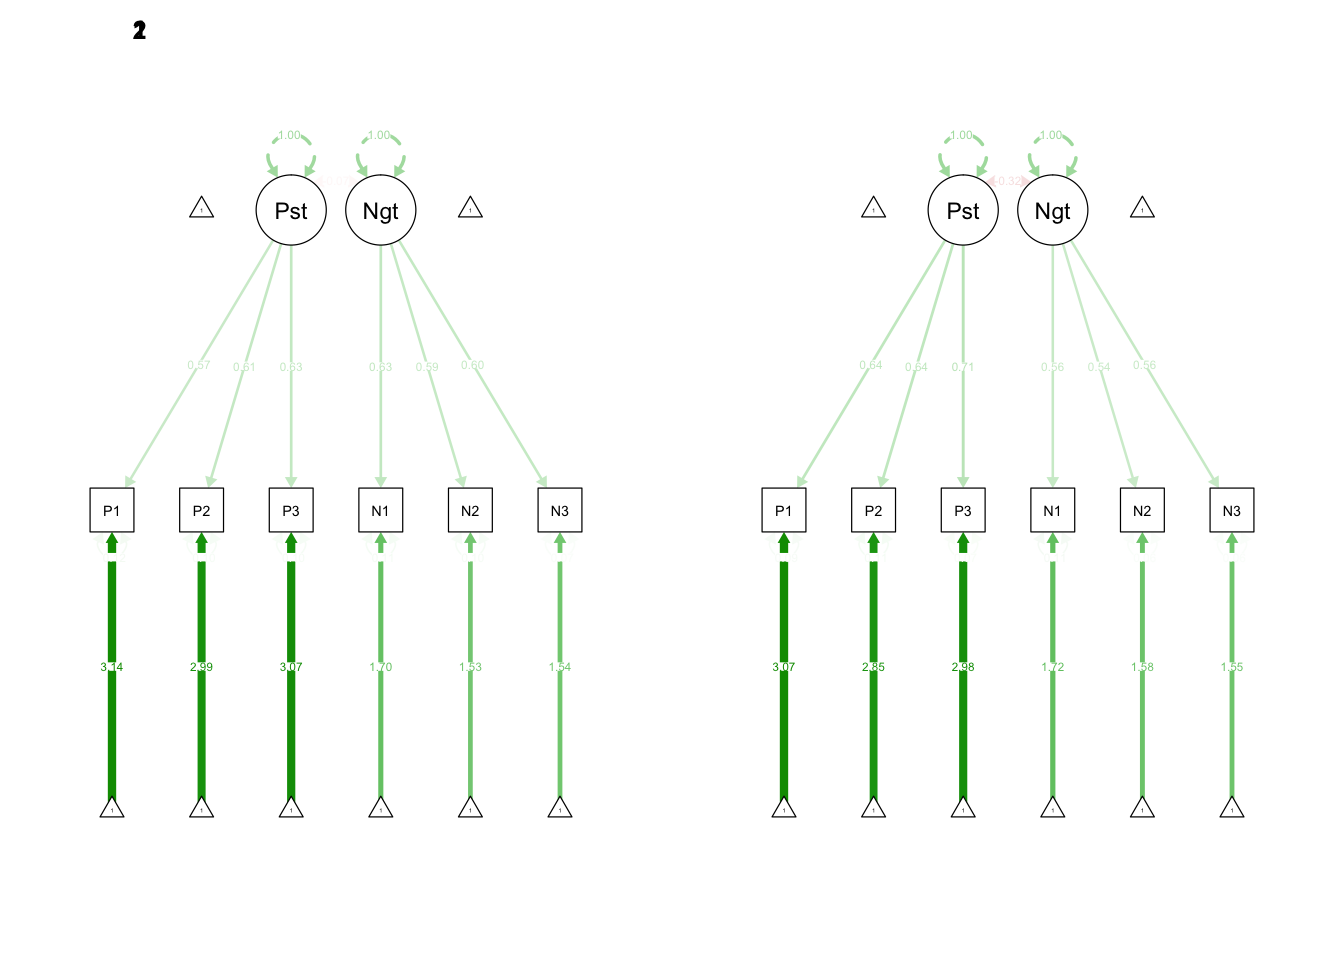 2
1.00 1.00 1.00 1.00
-0.32
1 Pst Ngt 1 1 Pst Ngt 1
0.57 0.61 0.63 0.63 0.59 0.60 0.64 0.64 0.71 0.56 0.54 0.56
P1 P2 P3 N1 N2 N3 P1 P2 P3 N1 N2 N3
3.14 2.99 3.07 1.70 1.53 1.54 3.07 2.85 2.98 1.72 1.58 1.55
1 1 1 1 1 1 1 1 1 1 1 1